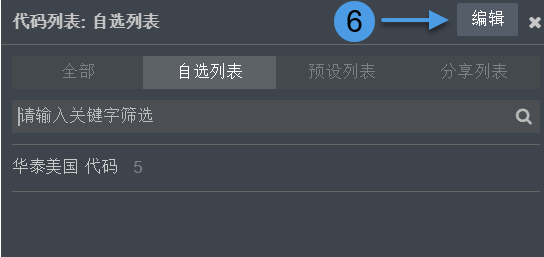 代码列表: 自选列表 6 编辑 ×
全部 自选列表 预设列表 分享列表
请输入关键字筛选
华泰美国 代码 5